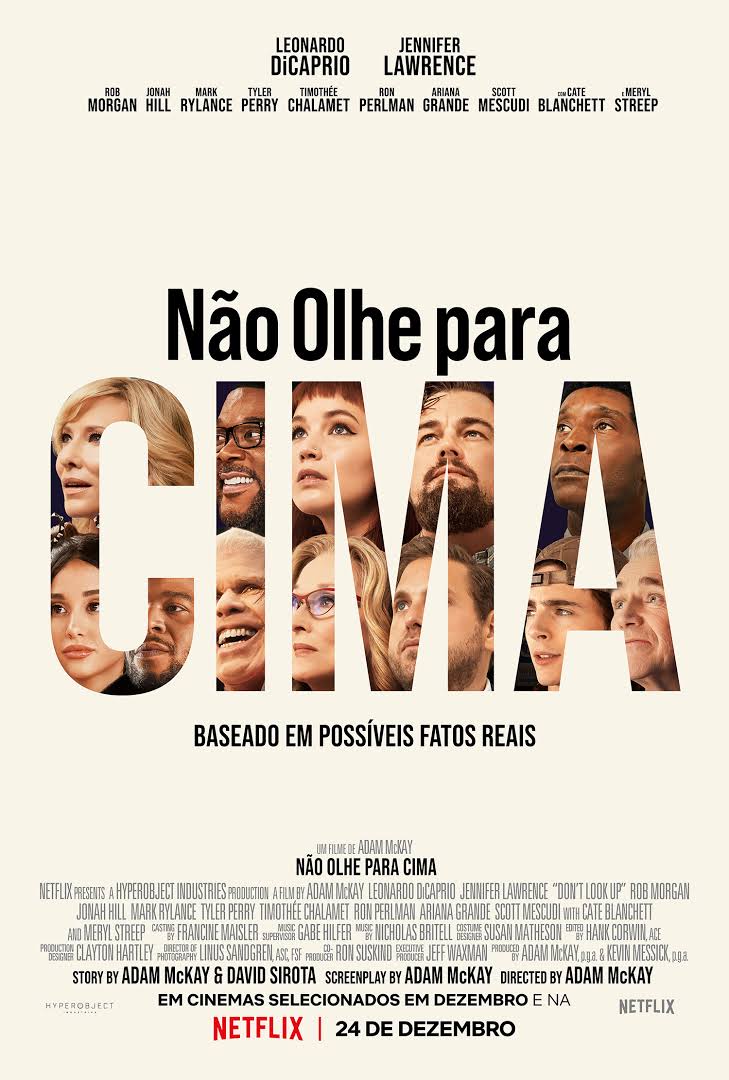 LEONARDO DiCAPRIO JENNIFER LAWRENCE
ROB MORGAN JONAH HILL MARK RYLANCE TYLER PERRY TIMOTHÉE CHALAMET RON PERLMAN ARIANA GRANDE SCOTT MESCUDI COM CATE BLANCHETT E MERYL STREEP
Não Olhe para
CIMA
BASEADO EM POSSÍVEIS FATOS REAIS
UM FILME DE ADAM McKAY
NÃO OLHE PARA CIMA
NETFLIX PRESENTS A HYPEROBJECT INDUSTRIES PRODUCTION A FILM BY ADAM McKAY LEONARDO DiCAPRIO JENNIFER LAWRENCE "DON'T LOOK UP" ROB MORGAN
JONAH HILL MARK RYLANCE TYLER PERRY TIMOTHÉE CHALAMET RON PERLMAN ARIANA GRANDE SCOTT MESCUDI WITH CATE BLANCHETT
AND MERYL STREEP CASTING BY FRANCINE MAISLER MUSIC SUPERVISOR GABE HILFER MUSIC BY NICHOLAS BRITELL COSTUME DESIGNER SUSAN MATHESON EDITED BY HANK CORWIN, ACE
PRODUCTION DESIGNER CLAYTON HARTLEY DIRECTOR OF PHOTOGRAPHY LINUS SANDGREN, ASC, FSF CO-PRODUCER RON SUSKIND EXECUTIVE PRODUCER JEFF WAXMAN PRODUCED BY ADAM McKAY, p.g.a. & KEVIN MESSICK, p.g.a.
STORY BY ADAM McKAY & DAVID SIROTA SCREENPLAY BY ADAM McKAY DIRECTED BY ADAM McKAY
HYPEROBJECT INDUSTRIES
EM CINEMAS SELECIONADOS EM DEZEMBRO E NA
NETFLIX | 24 DE DEZEMBRO
NETFLIX